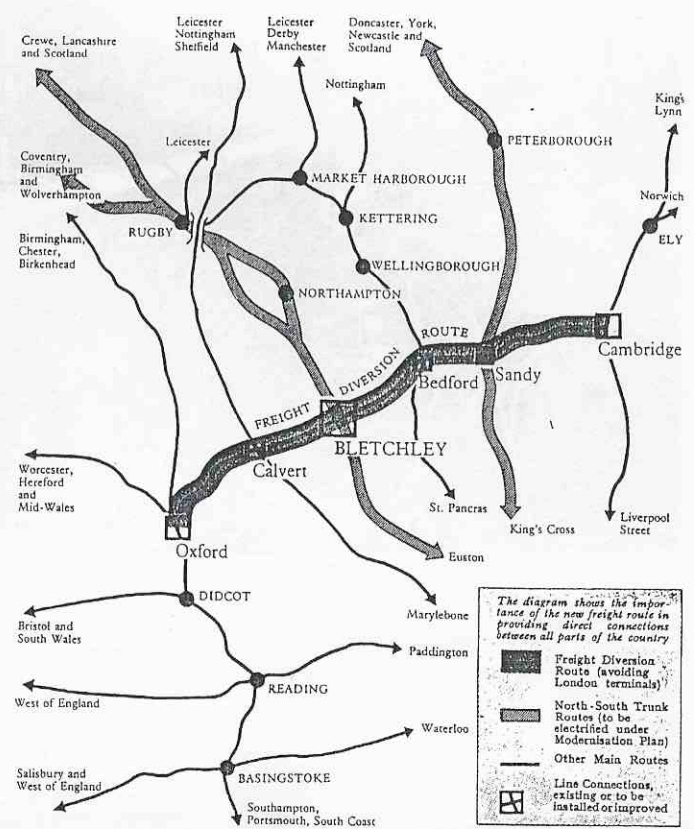 Leicester
Nottingham
Sheffield
Leicester
Derby
Manchester
Doncaster, York,
Newcastle and
Scotland
Crewe, Lancashire
and Scotland
Nottingham
King's
Lynn
Leicester
PETERBOROUGH
Coventry,
Birmingham
and
Wolverhampton
MARKET HARBOROUGH
Norwich
RUGBY
KETTERING
ELY
Birmingham,
Chester,
Birkenhead
WELLINGBOROUGH
NORTHAMPTON
FREIGHT DIVERSION ROUTE
Cambridge
Bedford
Sandy
BLETCHLEY
Calvert
Worcester,
Hereford
and
Mid-Wales
St. Pancras
King's Cross
Liverpool
Street
Oxford
Euston
DIDCOT
Marylebone
Bristol and
South Wales
Paddington
READING
West of England
Waterloo
BASINGSTOKE
Salisbury and
West of England
Southampton,
Portsmouth, South Coast
The diagram shows the impor-
tance of the new freight route in
providing direct connections
between all parts of the country
Freight Diversion
Route (avoiding
London terminals)
North-South Trunk
Routes (to be
electrified under
Modernisation Plan)
Other Main Routes
Line Connections,
existing or to be
installed or improved